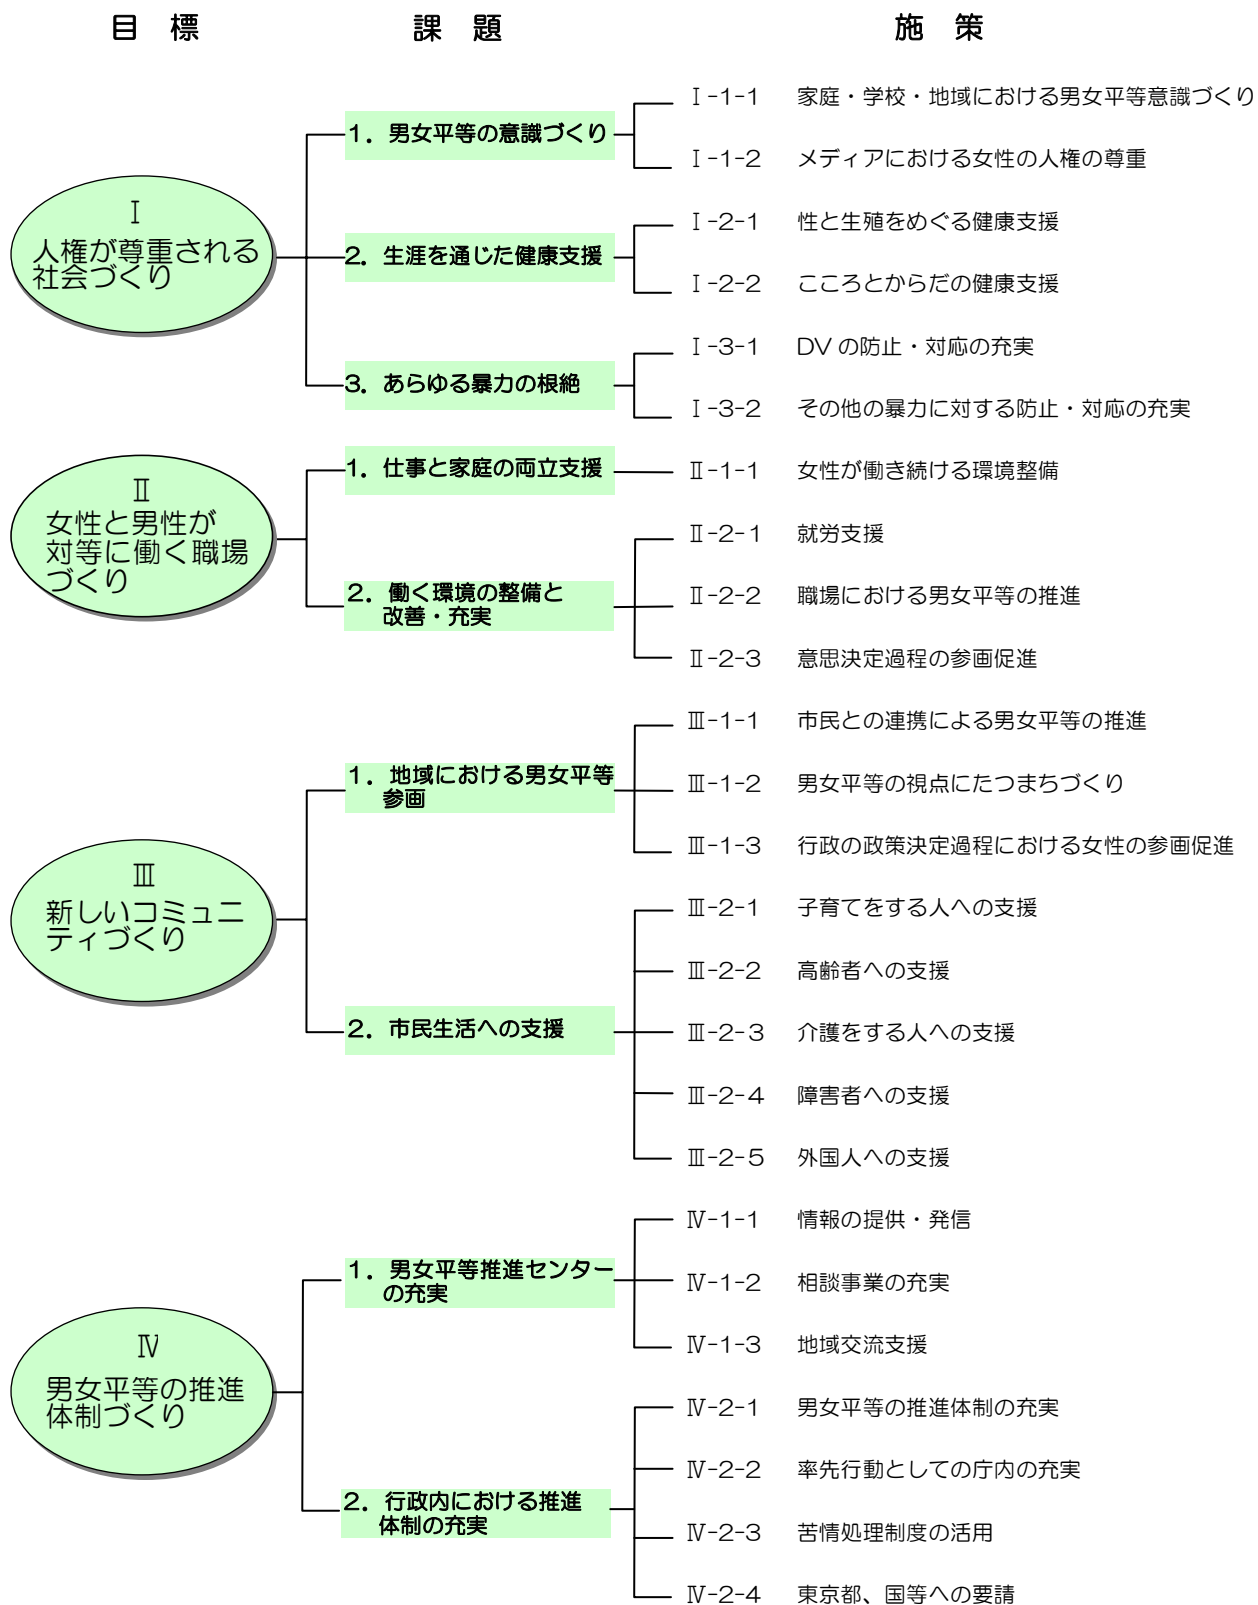 目 標
課 題
施 策
Ⅰ
人権が尊重される
社会づくり
1．男女平等の意識づくり
Ⅰ-1-1 家庭・学校・地域における男女平等意識づくり
Ⅰ-1-2 メディアにおける女性の人権の尊重
2．生涯を通じた健康支援
Ⅰ-2-1 性と生殖をめぐる健康支援
Ⅰ-2-2 こころとからだの健康支援
3．あらゆる暴力の根絶
Ⅰ-3-1 DVの防止・対応の充実
Ⅰ-3-2 その他の暴力に対する防止・対応の充実
Ⅱ
女性と男性が
対等に働く職場
づくり
1．仕事と家庭の両立支援
Ⅱ-1-1 女性が働き続ける環境整備
2．働く環境の整備と
改善・充実
Ⅱ-2-1 就労支援
Ⅱ-2-2 職場における男女平等の推進
Ⅱ-2-3 意思決定過程の参画促進
Ⅲ
新しいコミュニ
ティづくり
1．地域における男女平等
参画
Ⅲ-1-1 市民との連携による男女平等の推進
Ⅲ-1-2 男女平等の視点にたつまちづくり
Ⅲ-1-3 行政の政策決定過程における女性の参画促進
2．市民生活への支援
Ⅲ-2-1 子育てをする人への支援
Ⅲ-2-2 高齢者への支援
Ⅲ-2-3 介護をする人への支援
Ⅲ-2-4 障害者への支援
Ⅲ-2-5 外国人への支援
Ⅳ
男女平等の推進
体制づくり
1．男女平等推進センター
の充実
Ⅳ-1-1 情報の提供・発信
Ⅳ-1-2 相談事業の充実
Ⅳ-1-3 地域交流支援
2．行政内における推進
体制の充実
Ⅳ-2-1 男女平等の推進体制の充実
Ⅳ-2-2 率先行動としての庁内の充実
Ⅳ-2-3 苦情処理制度の活用
Ⅳ-2-4 東京都、国等への要請